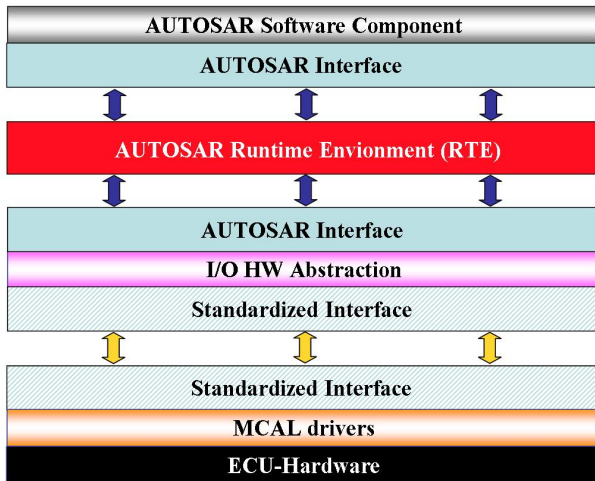 AUTOSAR Software Component
AUTOSAR Interface
AUTOSAR Runtime Envionment (RTE)
AUTOSAR Interface
I/O HW Abstraction
Standardized Interface
Standardized Interface
MCAL drivers
ECU-Hardware